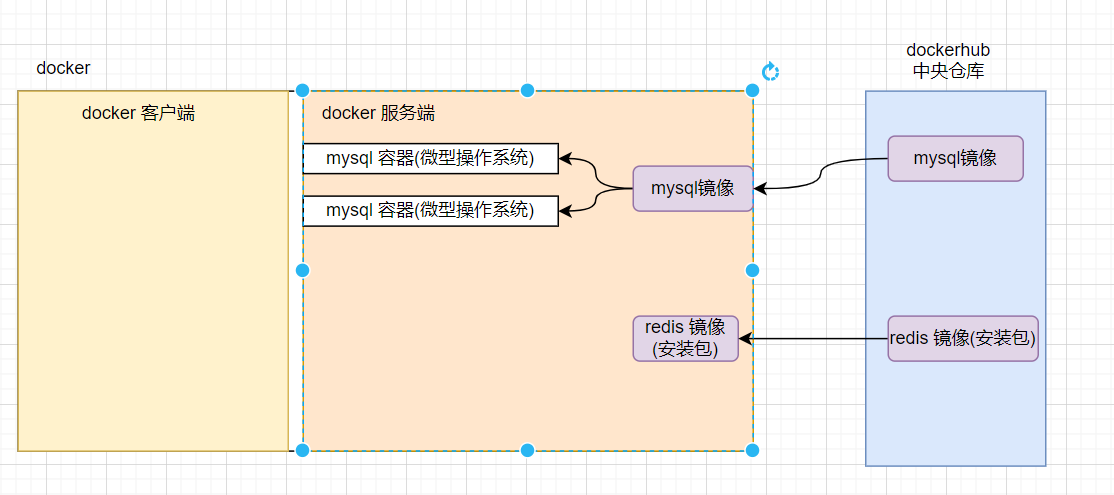 docker
dockerhub
中央仓库
docker 客户端
docker 服务端
mysql 容器(微型操作系统)
mysql 容器(微型操作系统)
mysql镜像
mysql镜像
redis 镜像
(安装包)
redis 镜像(安装包)